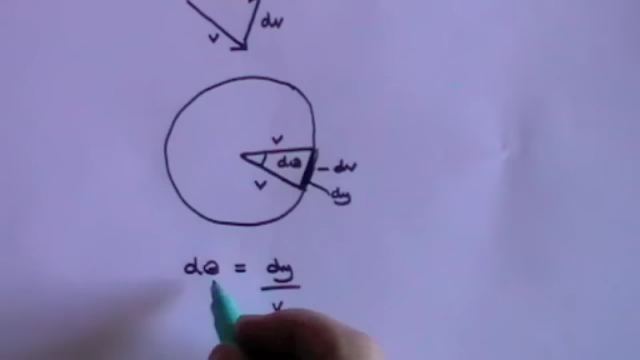 v dv
v
dθ - dv
v dy
dθ = dy
v